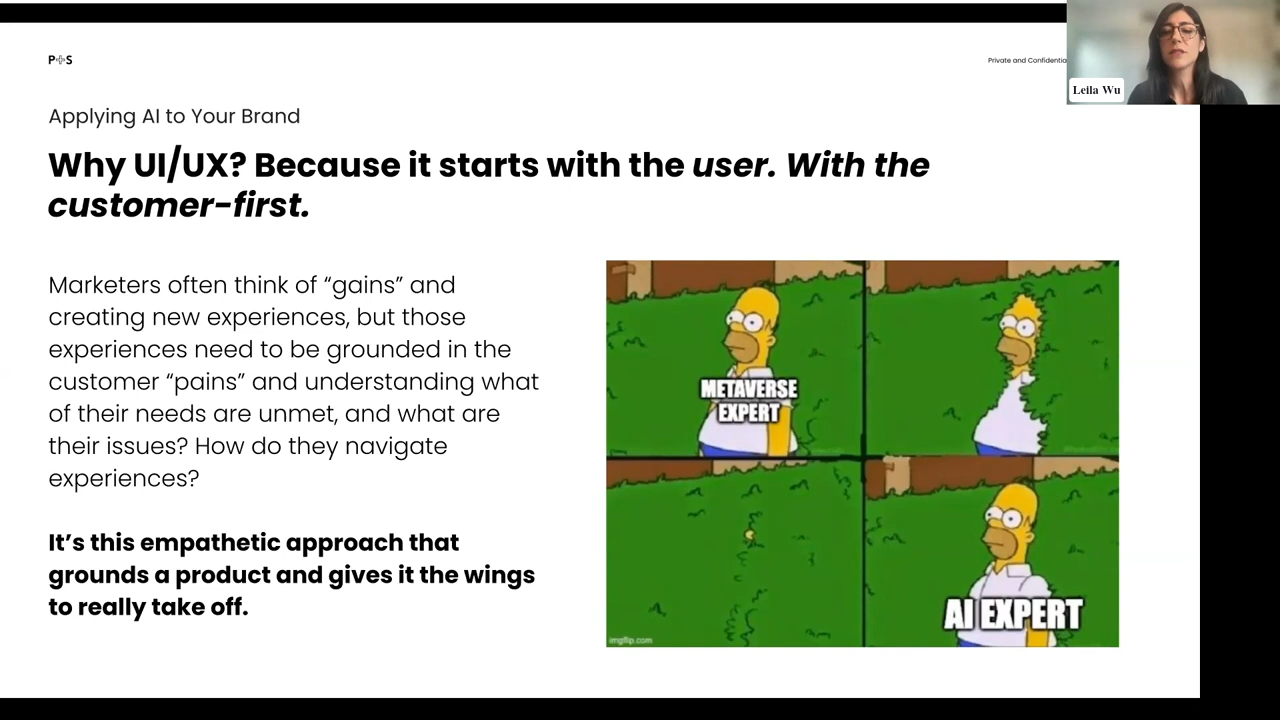 P+S
Private and Confidentia
Leila Wu
Applying AI to Your Brand
Why UI/UX? Because it starts with the user. With the
customer-first.
Marketers often think of “gains” and
creating new experiences, but those
experiences need to be grounded in the
customer “pains” and understanding what
of their needs are unmet, and what are
their issues? How do they navigate
experiences?
It’s this empathetic approach that
grounds a product and gives it the wings
to really take off.
METAVERSE
EXPERT
AI EXPERT
imgflip.com